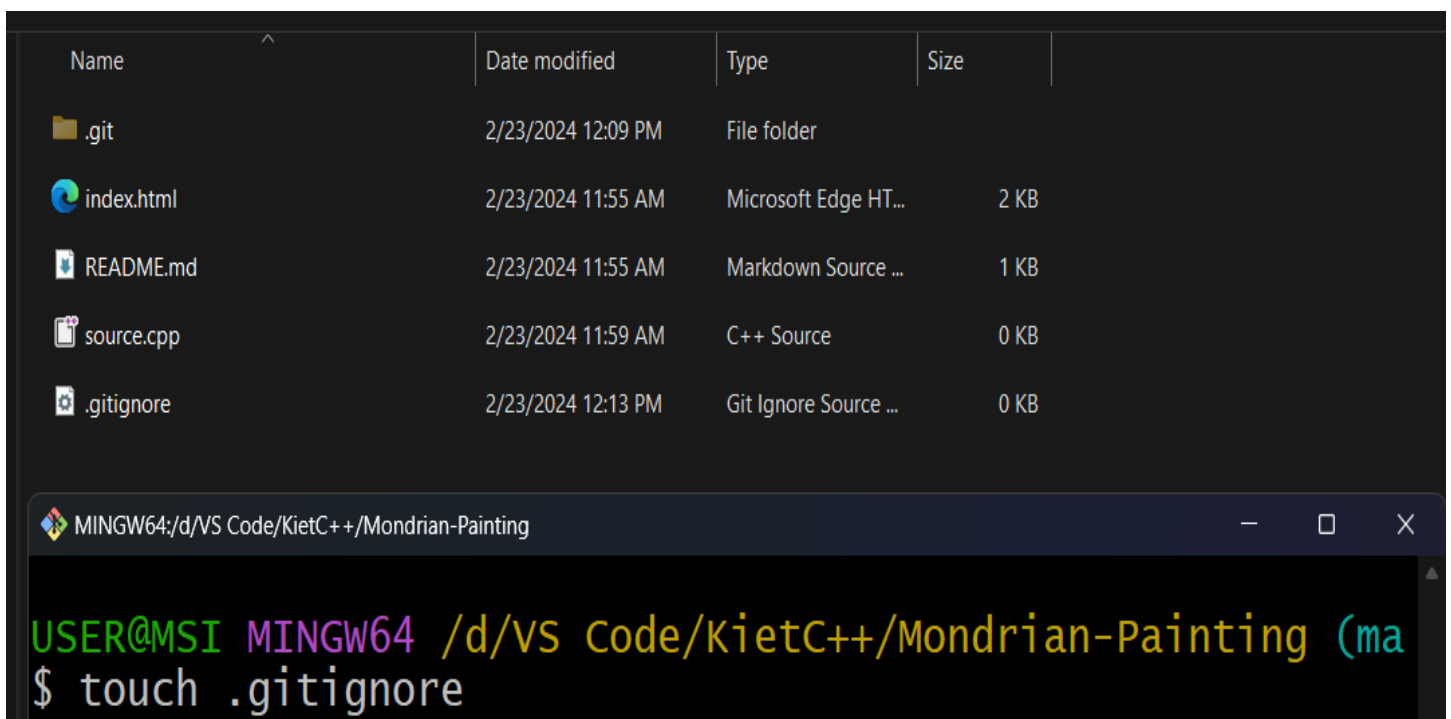 Name Date modified Type Size
.git 2/23/2024 12:09 PM File folder
index.html 2/23/2024 11:55 AM Microsoft Edge HT... 2 KB
README.md 2/23/2024 11:55 AM Markdown Source ... 1 KB
source.cpp 2/23/2024 11:59 AM C++ Source 0 KB
.gitignore 2/23/2024 12:13 PM Git Ignore Source ... 0 KB
MINGW64:/d/VS Code/KietC++/Mondrian-Painting
USER@MSI MINGW64 /d/VS Code/KietC++/Mondrian-Painting (ma
$ touch .gitignore